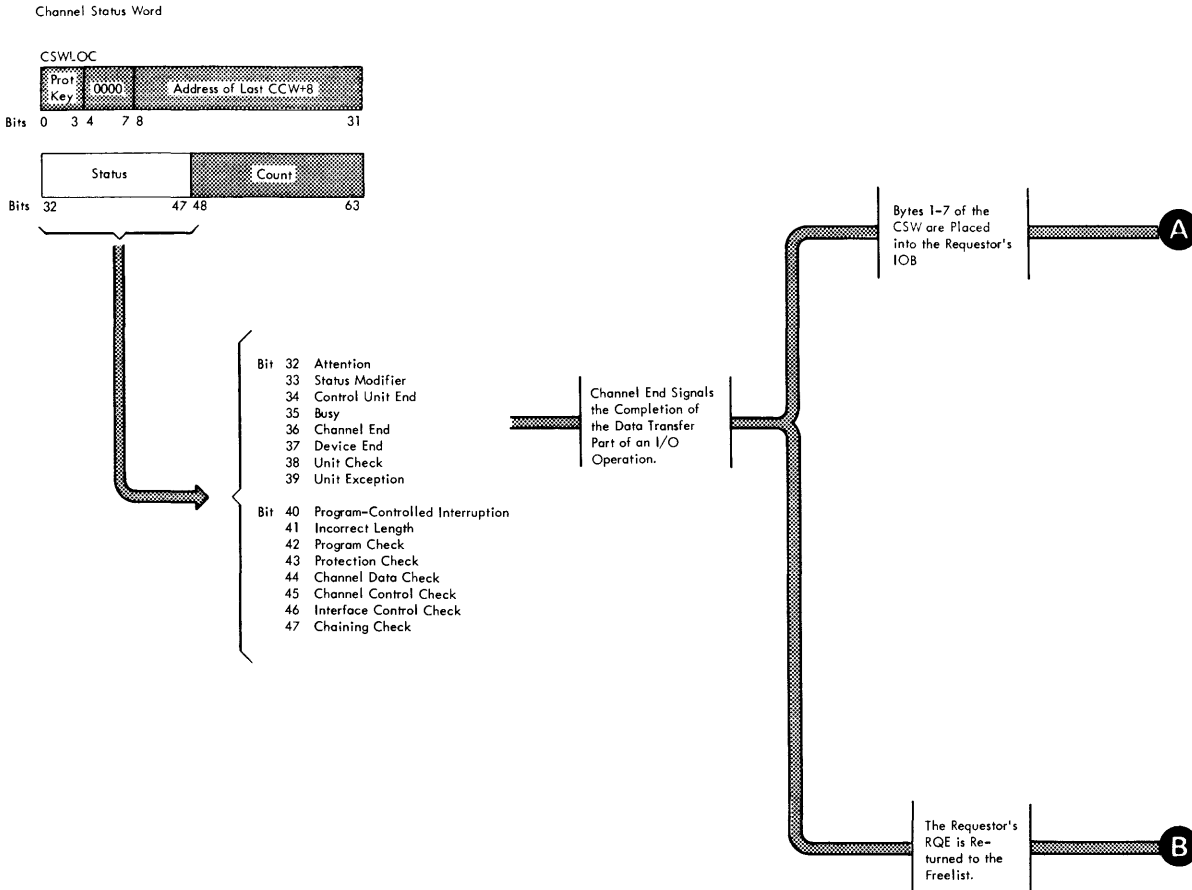 Channel Status Word
CSWLOC
Prot
Key
0000
Address of Last CCW+8
Bits 0 3 4 7 8 31
Status
Count
Bits 32 47 48 63
Bit 32 Attention
33 Status Modifier
34 Control Unit End
35 Busy
36 Channel End
37 Device End
38 Unit Check
39 Unit Exception
Bit 40 Program-Controlled Interruption
41 Incorrect Length
42 Program Check
43 Protection Check
44 Channel Data Check
45 Channel Control Check
46 Interface Control Check
47 Chaining Check
Channel End Signals
the Completion of
the Data Transfer
Part of an I/O
Operation.
Bytes 1-7 of the
CSW are Placed
into the Requestor's
IOB
A
The Requestor's
RQE is Re-
turned to the
Freelist.
B